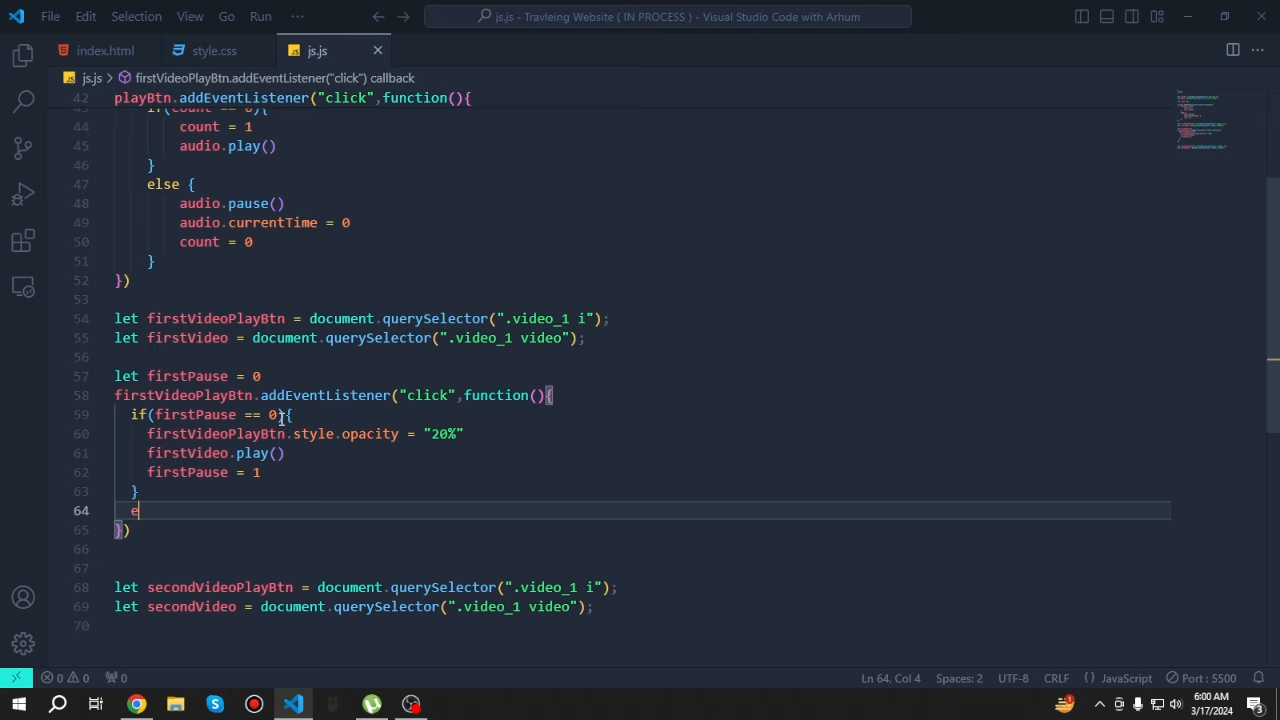 File Edit Selection View Go Run ···
js.js - Travleing Website ( IN PROCESS ) - Visual Studio Code with Arhum
index.html style.css js.js
js.js > firstVideoPlayBtn.addEventListener("click") callback
42 playBtn.addEventListener("click",function(){
44 count = 1
45 audio.play()
46 }
47 else {
48 audio.pause()
49 audio.currentTime = 0
50 count = 0
51 }
52 })
53
54 let firstVideoPlayBtn = document.querySelector(".video_1 i");
55 let firstVideo = document.querySelector(".video_1 video");
56
57 let firstPause = 0
58 firstVideoPlayBtn.addEventListener("click",function(){
59 if(firstPause == 0){
60 firstVideoPlayBtn.style.opacity = "20%"
61 firstVideo.play()
62 firstPause = 1
63 }
64 e
65 })
66
67
68 let secondVideoPlayBtn = document.querySelector(".video_1 i");
69 let secondVideo = document.querySelector(".video_1 video");
70
0 0 0 Ln 64, Col 4 Spaces: 2 UTF-8 CRLF {} JavaScript Port : 5500
6:00 AM
3/17/2024